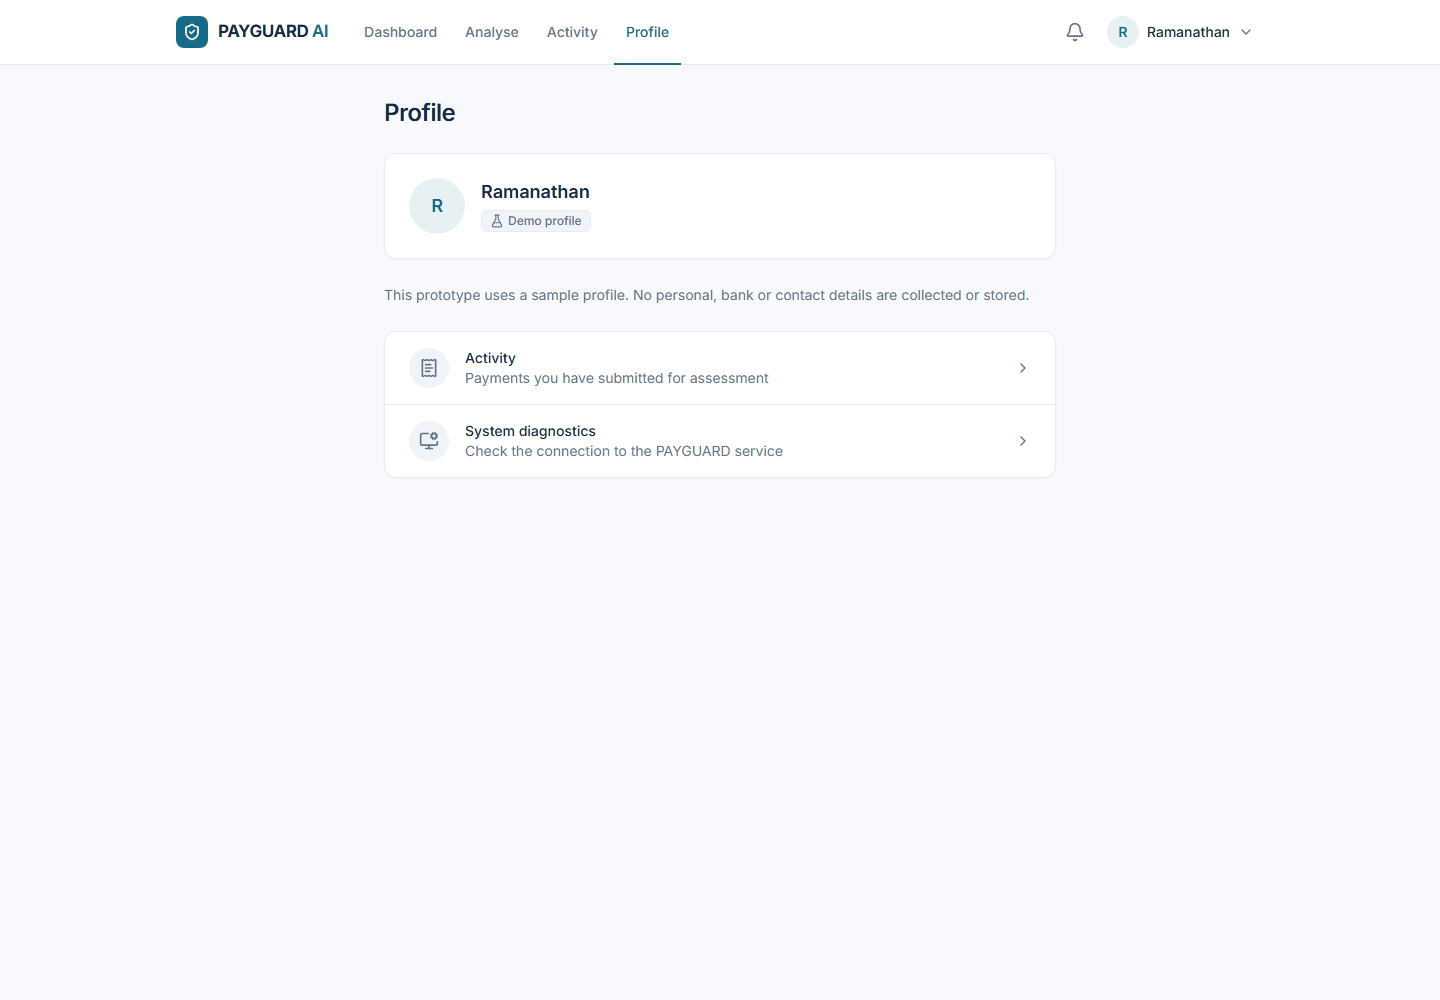 PAYGUARD AI
Dashboard
Analyse
Activity
Profile
R
Ramanathan
Profile
R
Ramanathan
Demo profile
This prototype uses a sample profile. No personal, bank or contact details are collected or stored.
Activity
Payments you have submitted for assessment
System diagnostics
Check the connection to the PAYGUARD service